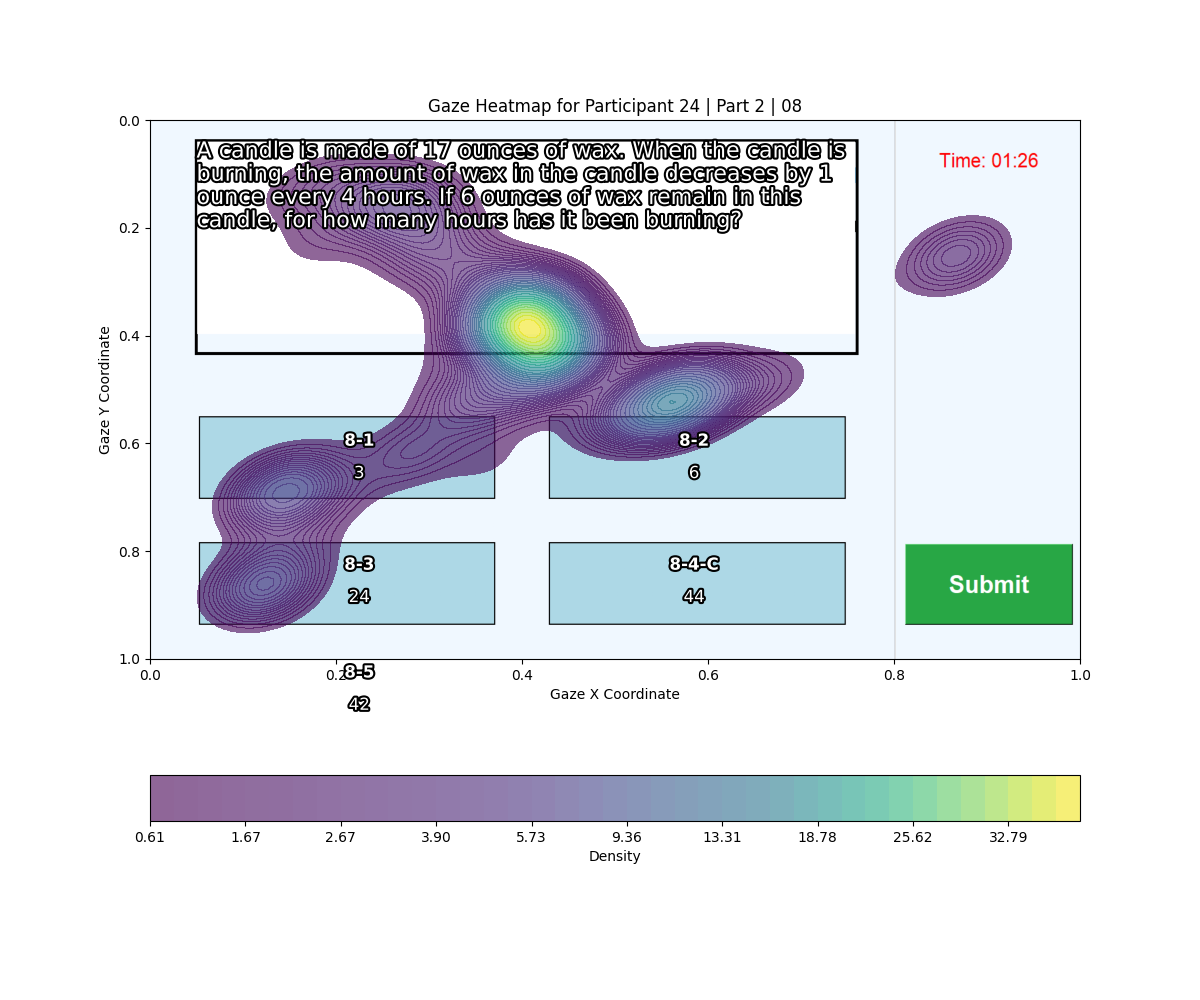 Gaze Heatmap for Participant 24 | Part 2 | 08
A candle is made of 17 ounces of wax. When the candle is
burning, the amount of wax in the candle decreases by 1
ounce every 4 hours. If 6 ounces of wax remain in this
candle, for how many hours has it been burning?
Time: 01:26
0.0
0.2
0.4
0.6
0.8
1.0
Gaze Y Coordinate
8-1
3
8-2
6
8-3
24
8-4-C
44
Submit
8-5
42
0.0
0.2
0.4
0.6
0.8
1.0
Gaze X Coordinate
0.61
1.67
2.67
3.90
5.73
9.36
13.31
18.78
25.62
32.79
Density